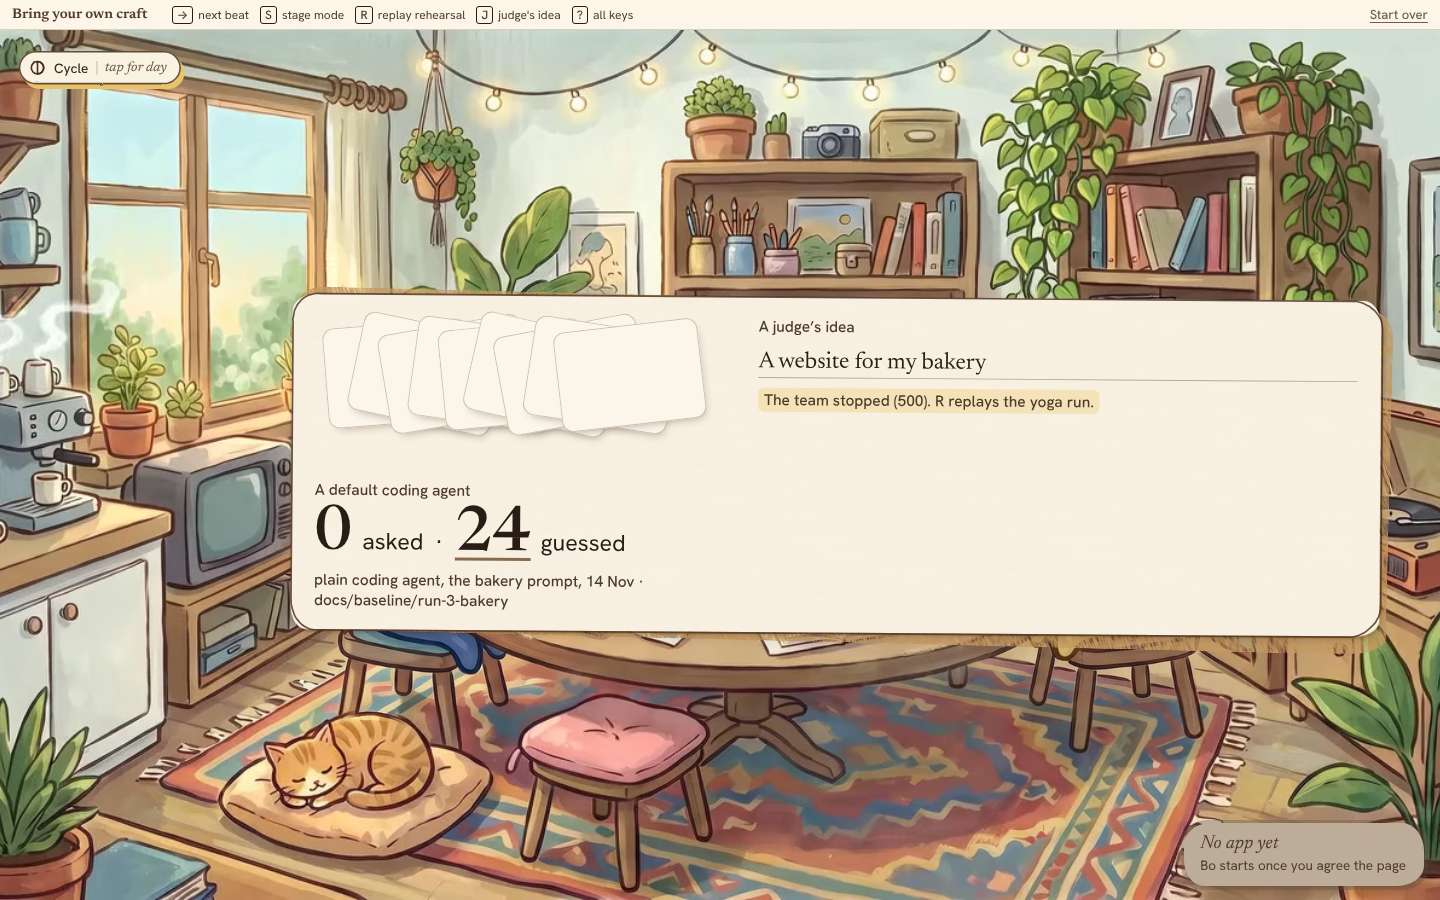 Bring your own craft → next beat S stage mode R replay rehearsal J judge's idea ? all keys Start over
Cycle | tap for day
A judge's idea
A website for my bakery
The team stopped (500). R replays the yoga run.
A default coding agent
0 asked · 24 guessed
plain coding agent, the bakery prompt, 14 Nov ·
docs/baseline/run-3-bakery
No app yet
Bo starts once you agree the page